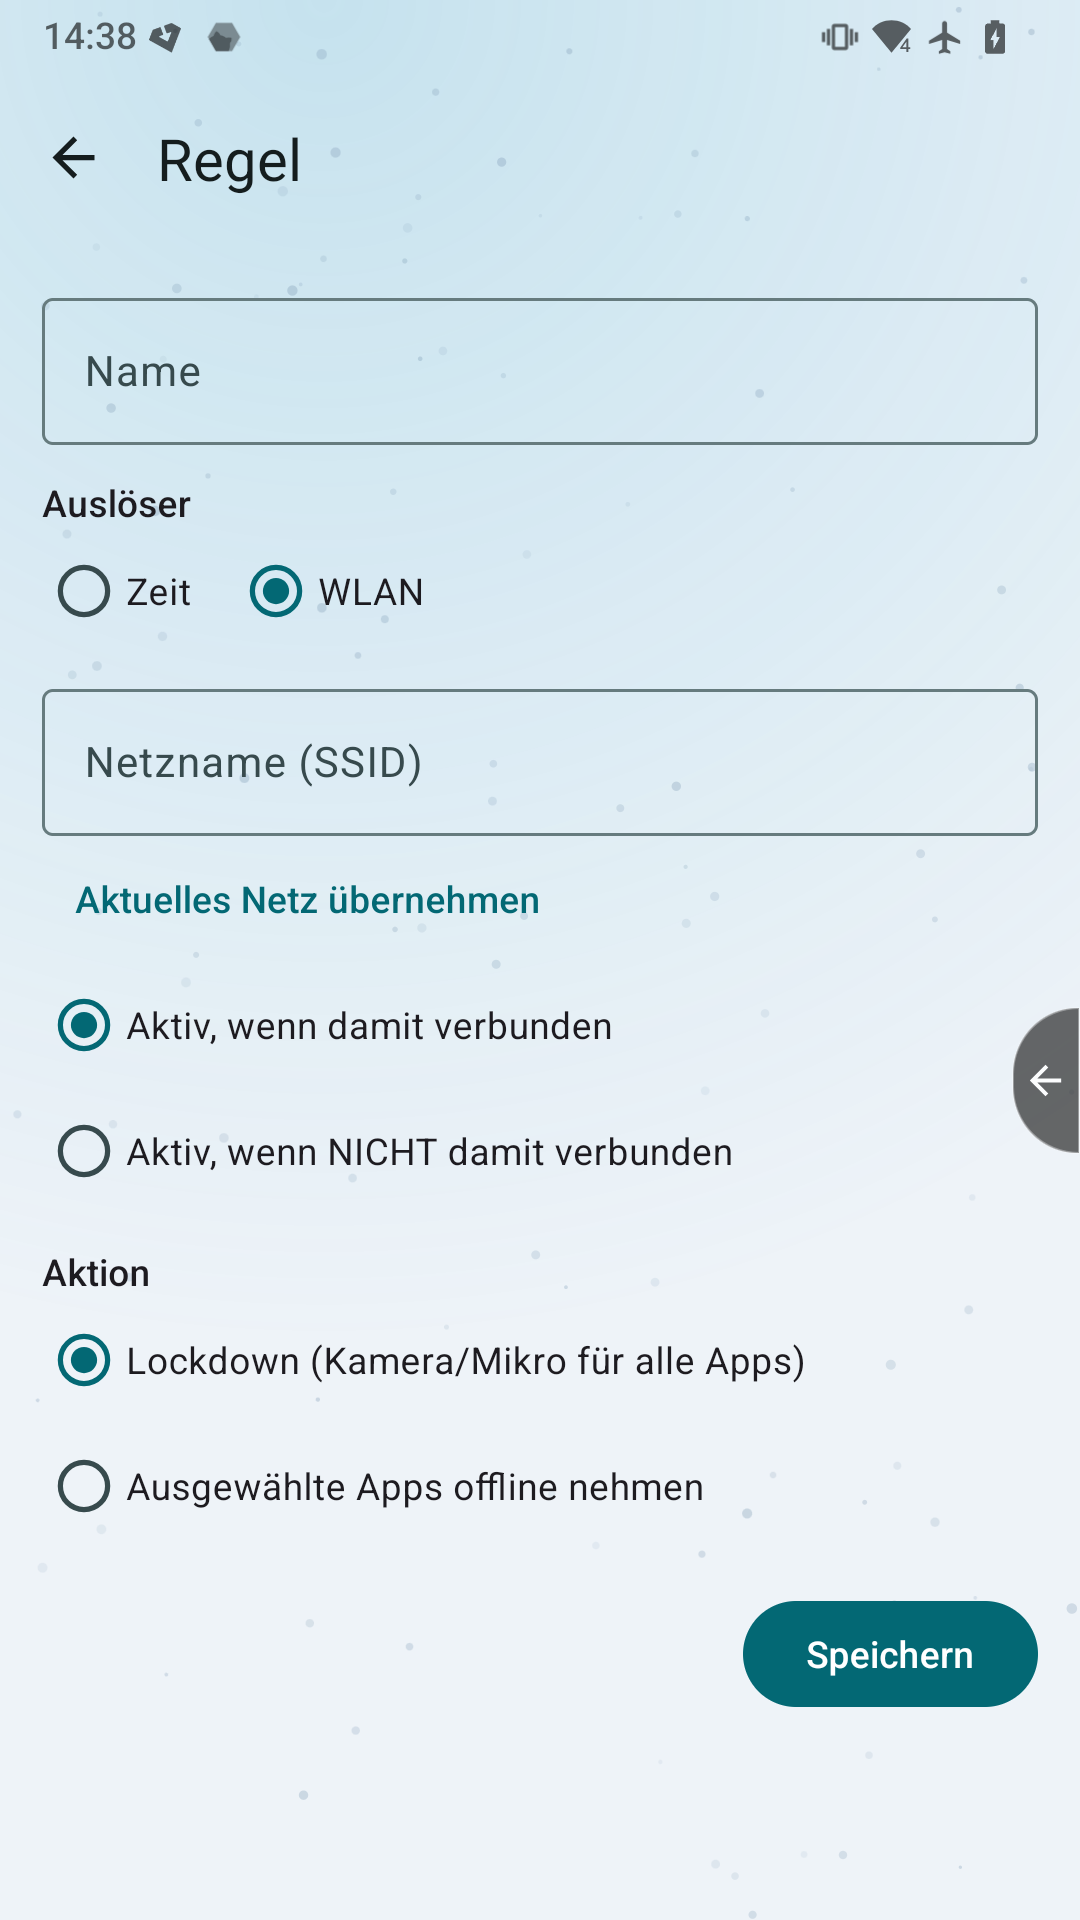 14:38
4
Regel
Name
Auslöser
Zeit
WLAN
Netzname (SSID)
Aktuelles Netz übernehmen
Aktiv, wenn damit verbunden
Aktiv, wenn NICHT damit verbunden
Aktion
Lockdown (Kamera/Mikro für alle Apps)
Ausgewählte Apps offline nehmen
Speichern